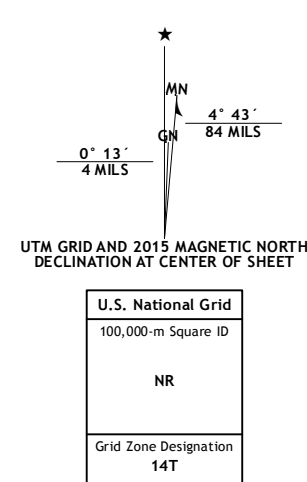 ★
MN
4° 43´
84 MILS
GN
0° 13´
4 MILS
UTM GRID AND 2015 MAGNETIC NORTH
DECLINATION AT CENTER OF SHEET
U.S. National Grid
100,000-m Square ID
NR
Grid Zone Designation
14T